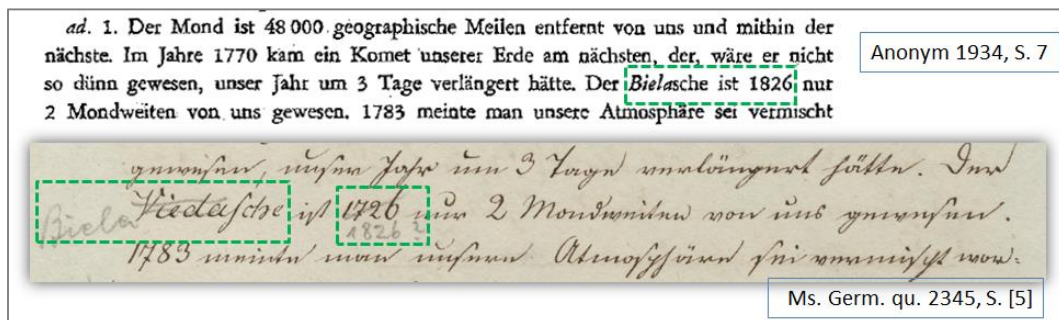 ad. 1. Der Mond ist 48 000 geographische Meilen entfernt von uns und mithin der
nächste. Im Jahre 1770 kam ein Komet unserer Erde am nächsten, der, wäre er nicht
so dünn gewesen, unser Jahr um 3 Tage verlängert hätte. Der Bielasche ist 1826 nur
2 Mondweiten von uns gewesen. 1783 meinte man unsere Atmosphäre sei vermischt
Anonym 1934, S. 7
gewesen, unser Jahr um 3 Tage verlängert hätte. Der
Biela Viedasche ist 1726 nur 2 Mondweiten von uns gewesen.
1826?
1783 meinte man unsere Atmosphäre sei vermischt wor-
Ms. Germ. qu. 2345, S. [5]